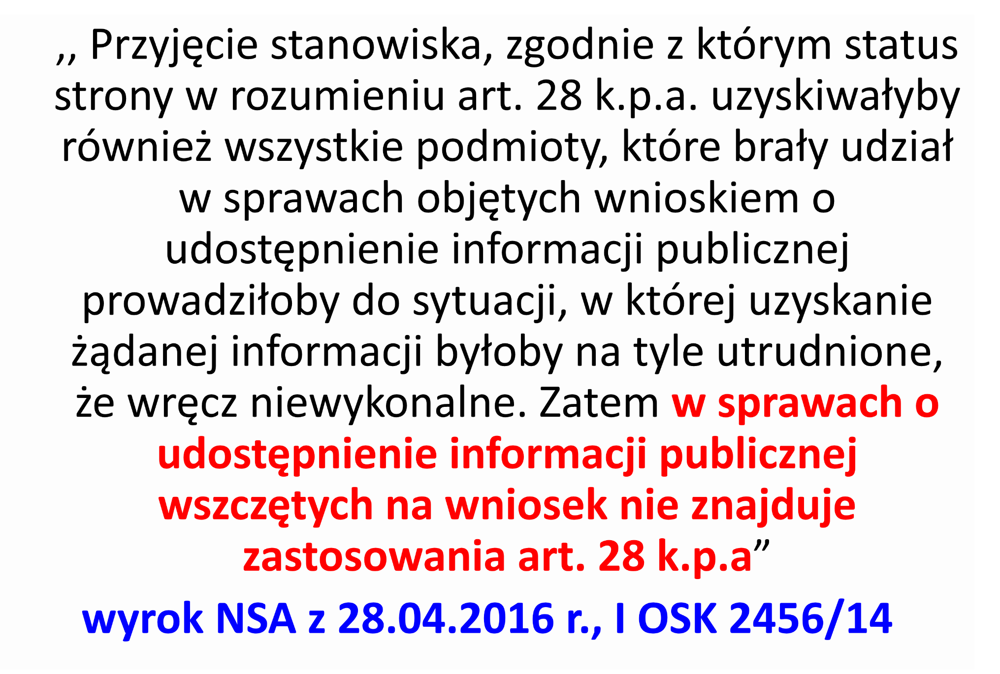 ,, Przyjęcie stanowiska, zgodnie z którym status
strony w rozumieniu art. 28 k.p.a. uzyskiwałyby
również wszystkie podmioty, które brały udział
w sprawach objętych wnioskiem o
udostępnienie informacji publicznej
prowadziłoby do sytuacji, w której uzyskanie
żądanej informacji byłoby na tyle utrudnione,
że wręcz niewykonalne. Zatem w sprawach o
udostępnienie informacji publicznej
wszczętych na wniosek nie znajduje
zastosowania art. 28 k.p.a”
wyrok NSA z 28.04.2016 r., I OSK 2456/14